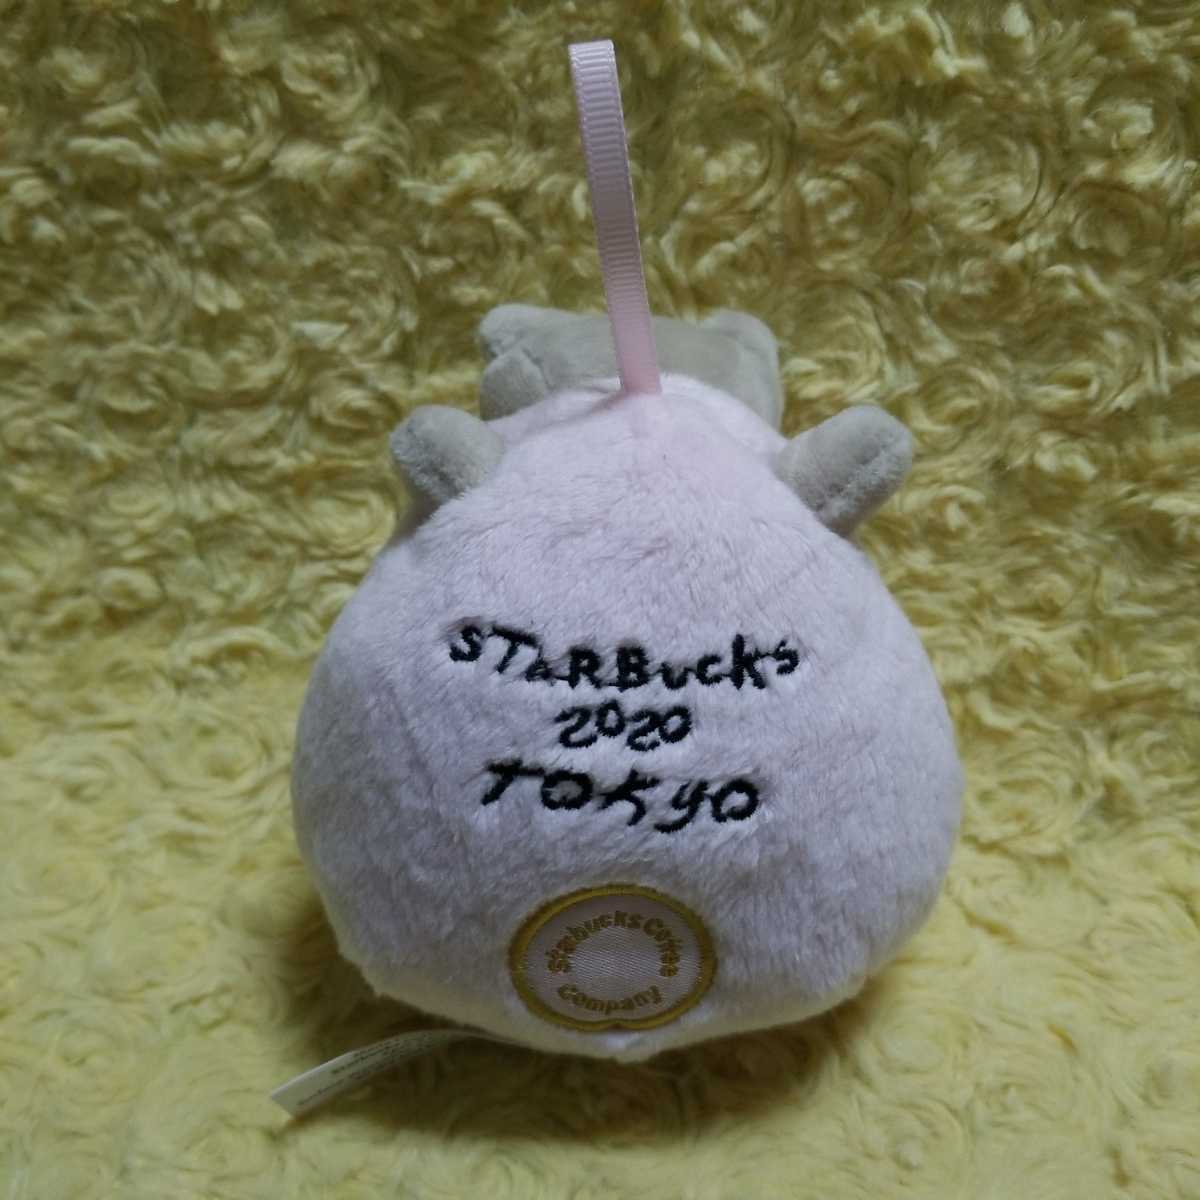 STaRBucks
2020
TOKyO
Starbucks Coffee
Company